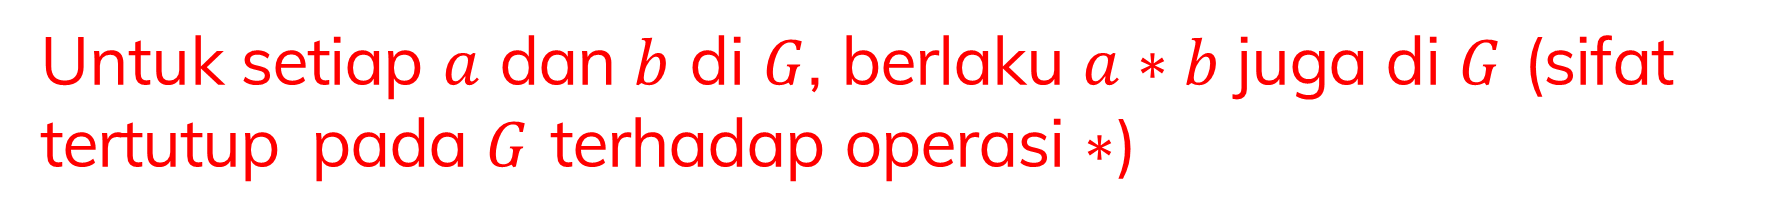 Untuk setiap a dan b di G, berlaku a ∗ b juga di G (sifat
tertutup pada G terhadap operasi ∗)